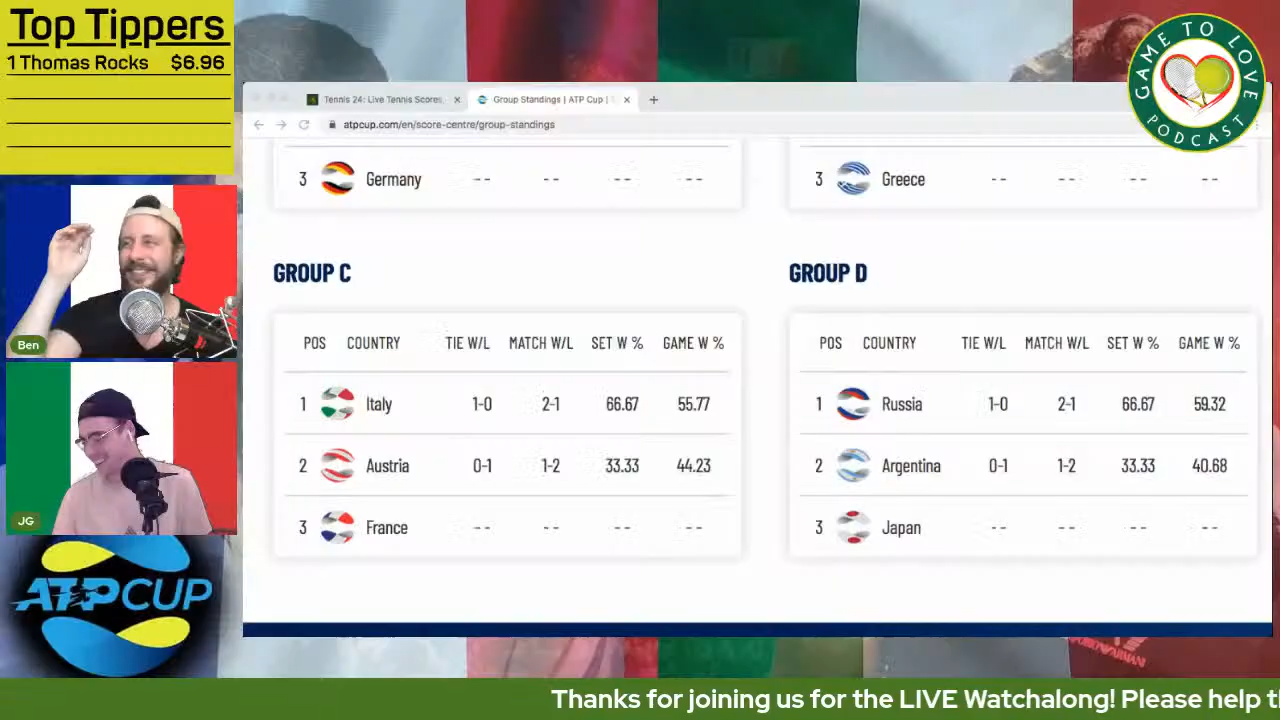 Top Tippers
1 Thomas Rocks $6.96
GAME TO LOVE
PODCAST
Tennis 24: Live Tennis Scores,
Group Standings | ATP Cup |
atpcup.com/en/score-centre/group-standings
3 Germany -- -- -- --
3 Greece -- -- -- --
GROUP C
POS COUNTRY TIE W/L MATCH W/L SET W % GAME W %
1 Italy 1-0 2-1 66.67 55.77
2 Austria 0-1 1-2 33.33 44.23
3 France -- -- -- --
GROUP D
POS COUNTRY TIE W/L MATCH W/L SET W % GAME W %
1 Russia 1-0 2-1 66.67 59.32
2 Argentina 0-1 1-2 33.33 40.68
3 Japan -- -- -- --
Ben
JG
ATP CUP
Thanks for joining us for the LIVE Watchalong! Please help t